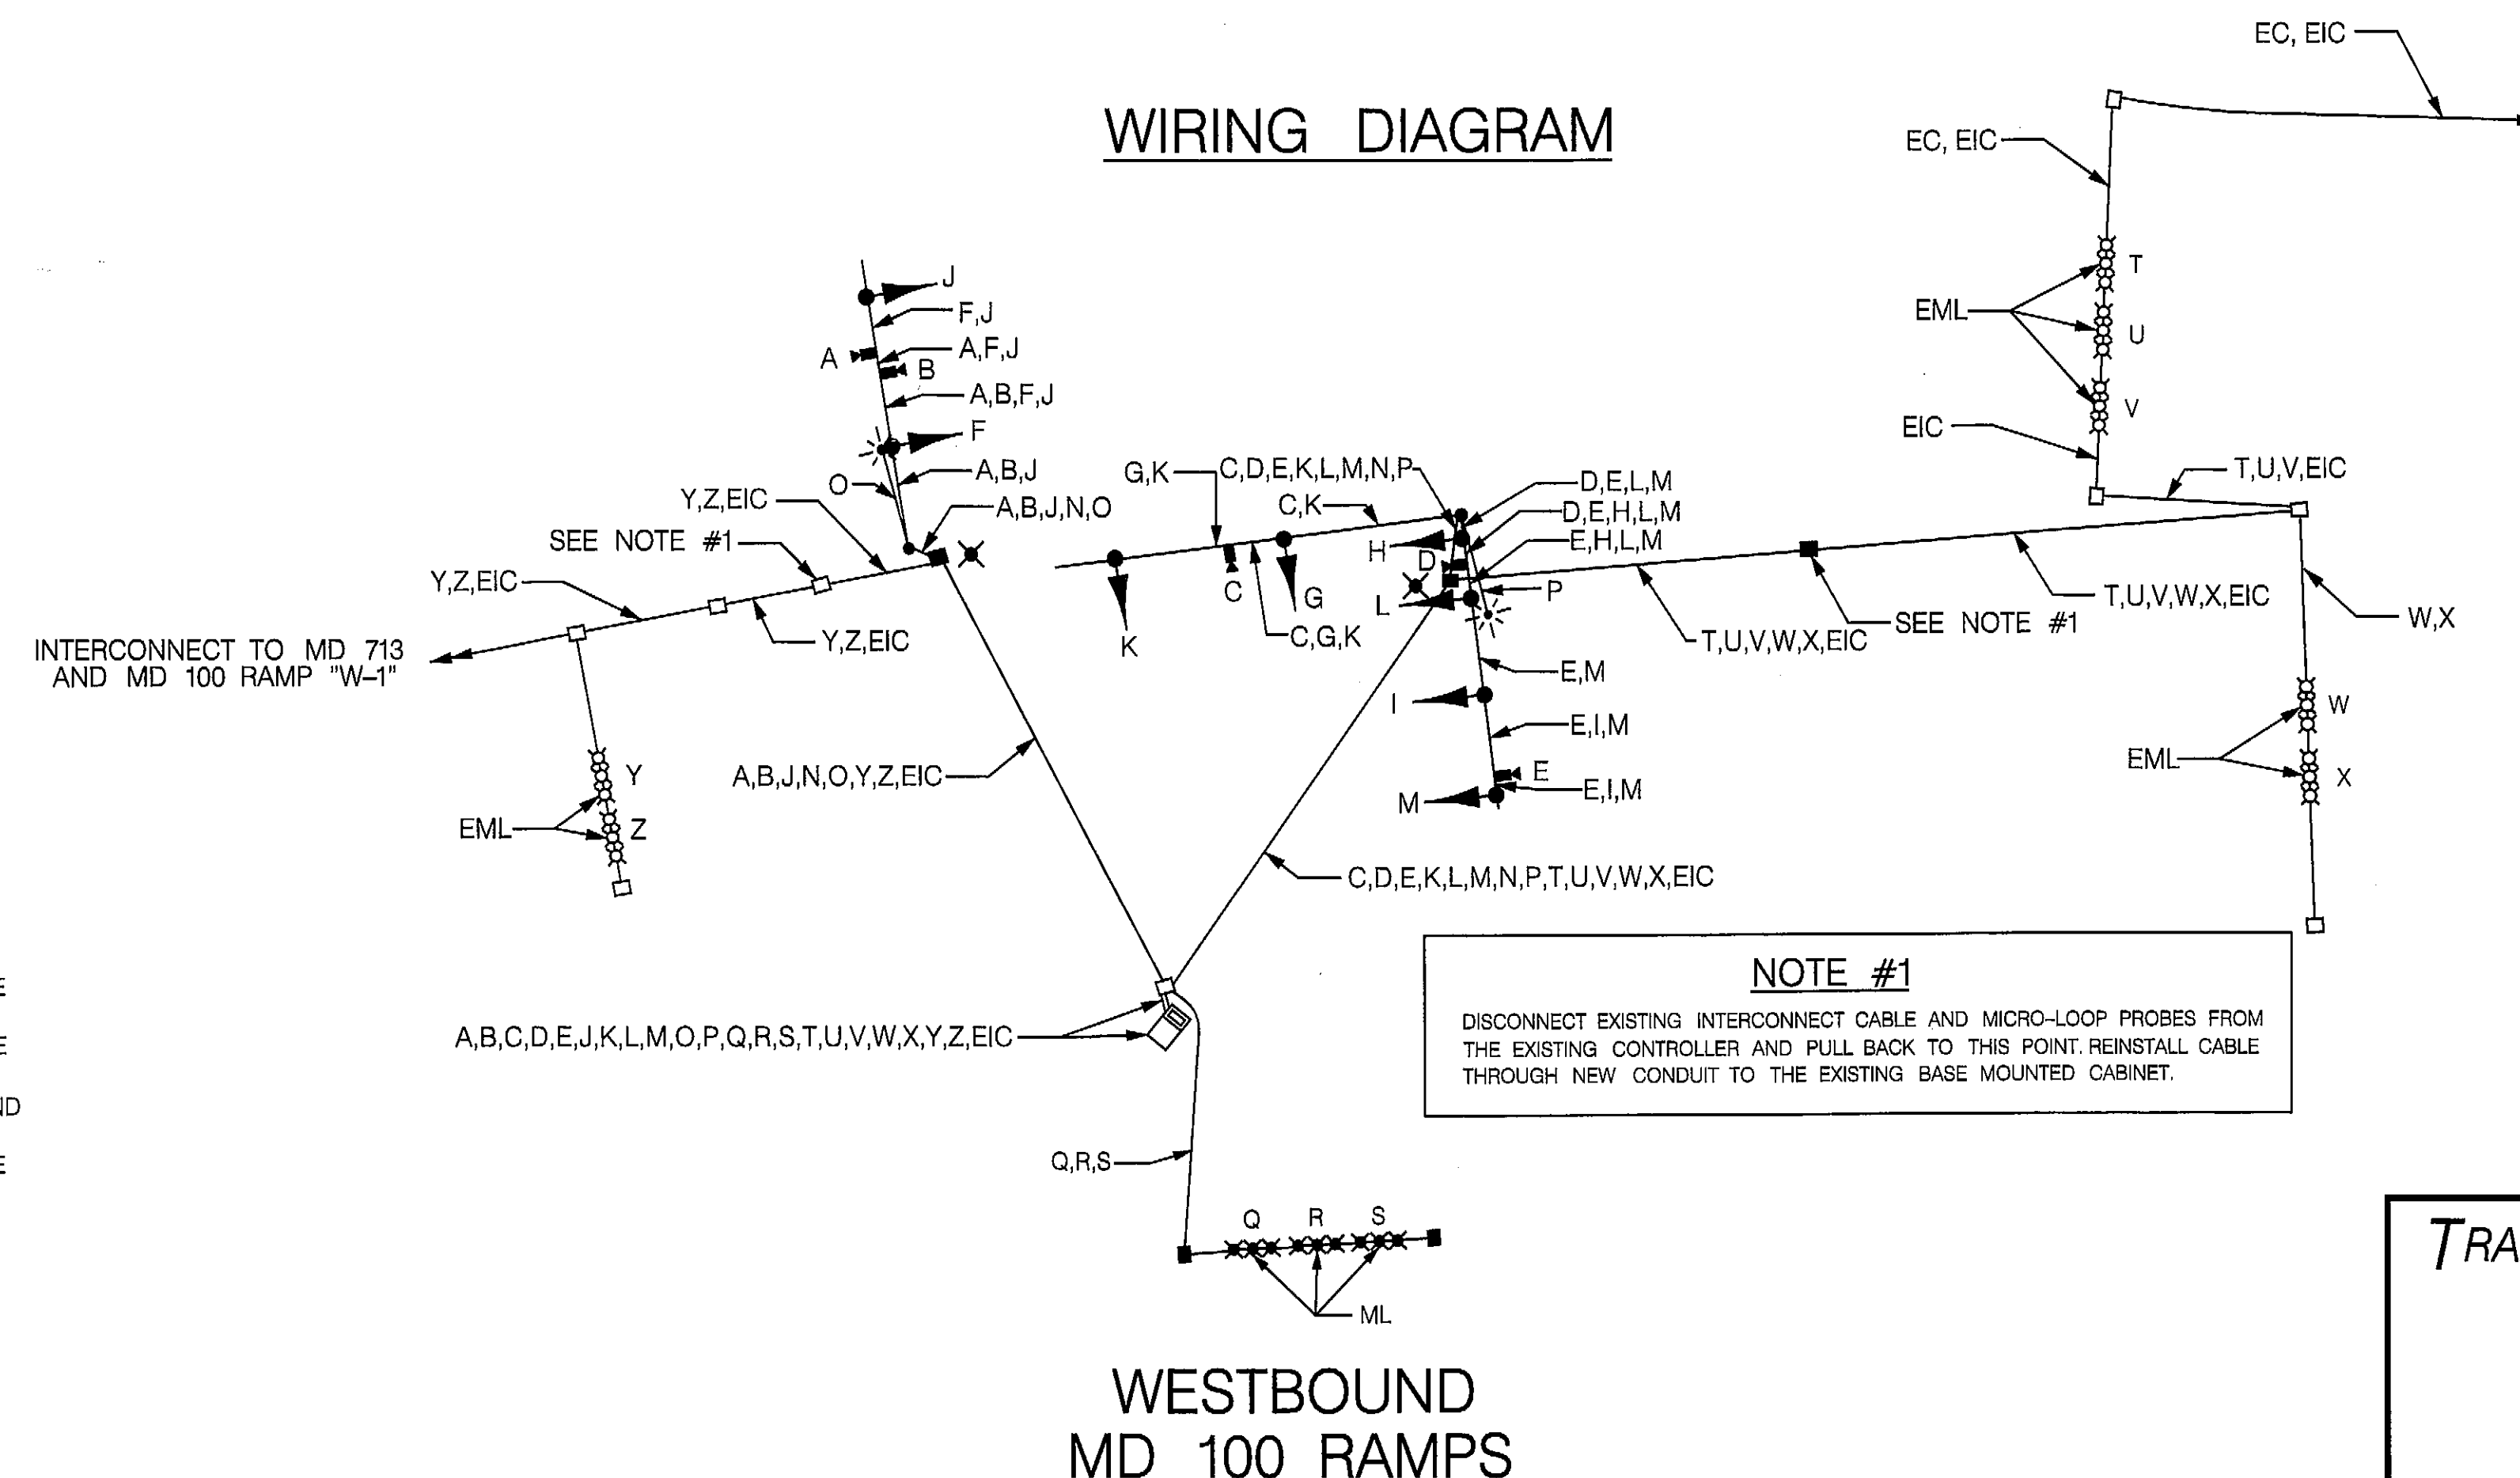 EC, EIC
WIRING DIAGRAM
EC, EIC
J
F,J
T
EML
U
A
A,F,J
B
A,B,F,J
V
EIC
F
G,K
C,D,E,K,L,M,N,P
T,U,V,EIC
A,B,J
O
D,E,L,M
Y,Z,EIC
C,K
A,B,J,N,O
D,E,H,L,M
SEE NOTE #1
H
E,H,L,M
D
Y,Z,EIC
C
G
L
P
T,U,V,W,X,EIC
SEE NOTE #1
W,X
K
C,G,K
Y,Z,EIC
T,U,V,W,X,EIC
INTERCONNECT TO MD 713
AND MD 100 RAMP "W-1"
E,M
I
W
E,I,M
EML
Y
A,B,J,N,O,Y,Z,EIC
E
X
M
E,I,M
EML
Z
C,D,E,K,L,M,N,P,T,U,V,W,X,EIC
NOTE #1
DISCONNECT EXISTING INTERCONNECT CABLE AND MICRO-LOOP PROBES FROM
THE EXISTING CONTROLLER AND PULL BACK TO THIS POINT. REINSTALL CABLE
THROUGH NEW CONDUIT TO THE EXISTING BASE MOUNTED CABINET.
E
A,B,C,D,E,J,K,L,M,O,P,Q,R,S,T,U,V,W,X,Y,Z,EIC
E
ND
E
Q,R,S
Q
R
S
TRA
ML
WESTBOUND
MD 100 RAMPS